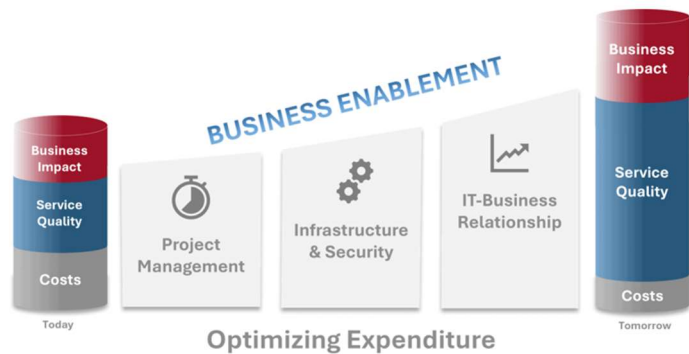 BUSINESS ENABLEMENT
Business
Impact
Service
Quality
Costs
Today
Project
Management
Infrastructure
& Security
IT-Business
Relationship
Business
Impact
Service
Quality
Costs
Tomorrow
Optimizing Expenditure